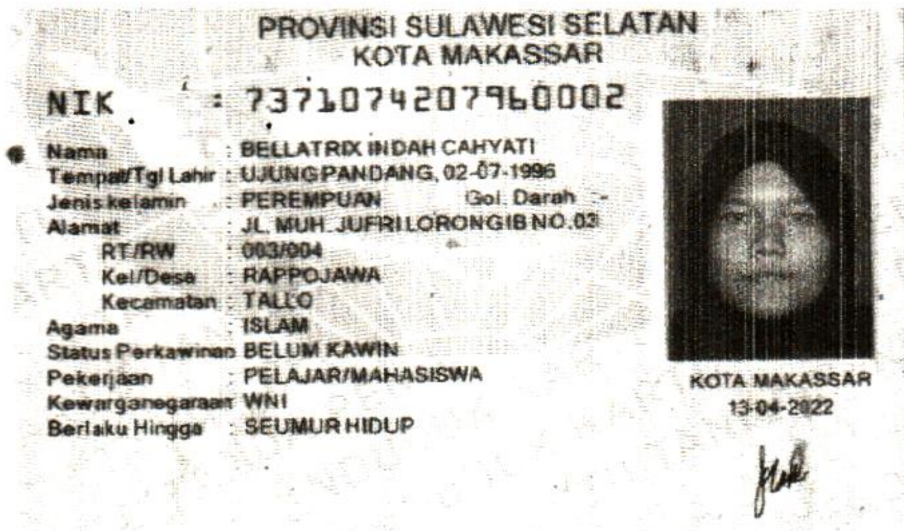 PROVINSI SULAWESI SELATAN
KOTA MAKASSAR
NIK : 7371074207960002
Nama : BELLATRIX INDAH CAHYATI
Tempat/Tgl Lahir : UJUNG PANDANG, 02-07-1996
Jenis kelamin : PEREMPUAN Gol. Darah :-
Alamat : JL. MUH. JUFRI LORONG IB NO.03
RT/RW : 003/004
Kel/Desa : RAPPOJAWA
Kecamatan : TALLO
Agama : ISLAM
Status Perkawinan: BELUM KAWIN
Pekerjaan : PELAJAR/MAHASISWA
Kewarganegaraan: WNI
Berlaku Hingga : SEUMUR HIDUP
KOTA MAKASSAR
13-04-2022